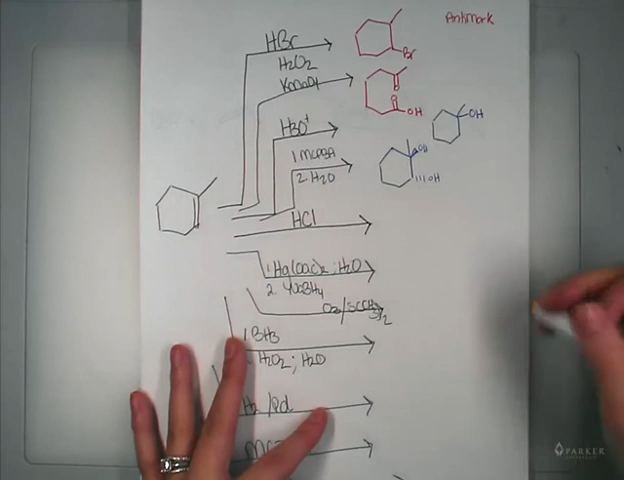 AntiMark
HBr
H2O2
Br
KMnO4
O
O
OH
H3O+
OH
1. MCPBA
2. H2O
OH
OH
HCl
1. Hg(OAc)2 ; H2O
2. NaBH4
O3/S(CH3)2
1. BH3
H2O2 ; H2O
H2/Pd
PARKER